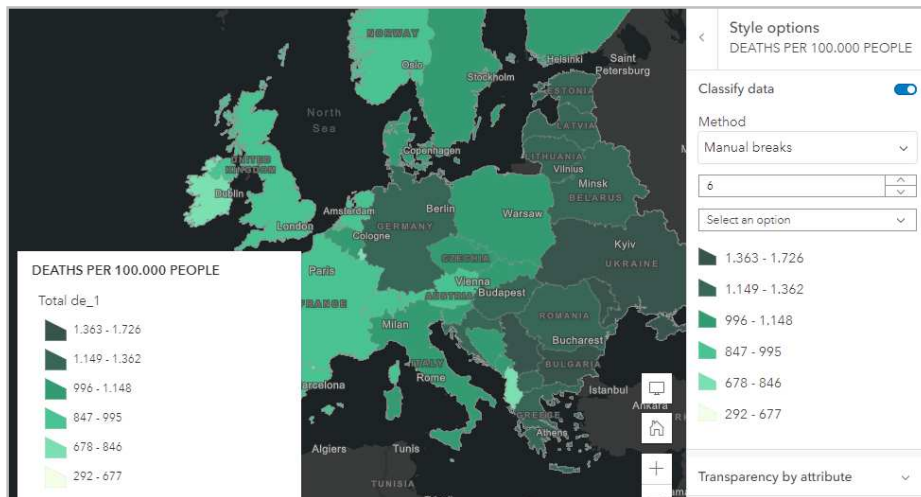 NORWAY
Oslo
Stockholm
Helsinki
Saint
Petersburg
ESTONIA
North
Sea
LATVIA
Copenhagen
LITHUANIA
Vilnius
UNITED
KINGDOM
Dublin
Minsk
BELARUS
Amsterdam
Berlin
Warsaw
London
GERMANY
Cologne
Kyiv
CZECHIA
UKRAINE
Paris
Vienna
AUSTRIA
Budapest
FRANCE
ROMANIA
Milan
Bucharest
ITALY
BULGARIA
Rome
arcelona
Istanbul
Ankara
GREECE
Athens
Algiers
Tunis
TUNISIA
DEATHS PER 100.000 PEOPLE
Total de_1
1.363 - 1.726
1.149 - 1.362
996 - 1.148
847 - 995
678 - 846
292 - 677
Style options
DEATHS PER 100.000 PEOPLE
Classify data
Method
Manual breaks
6
Select an option
1.363 - 1.726
1.149 - 1.362
996 - 1.148
847 - 995
678 - 846
292 - 677
Transparency by attribute